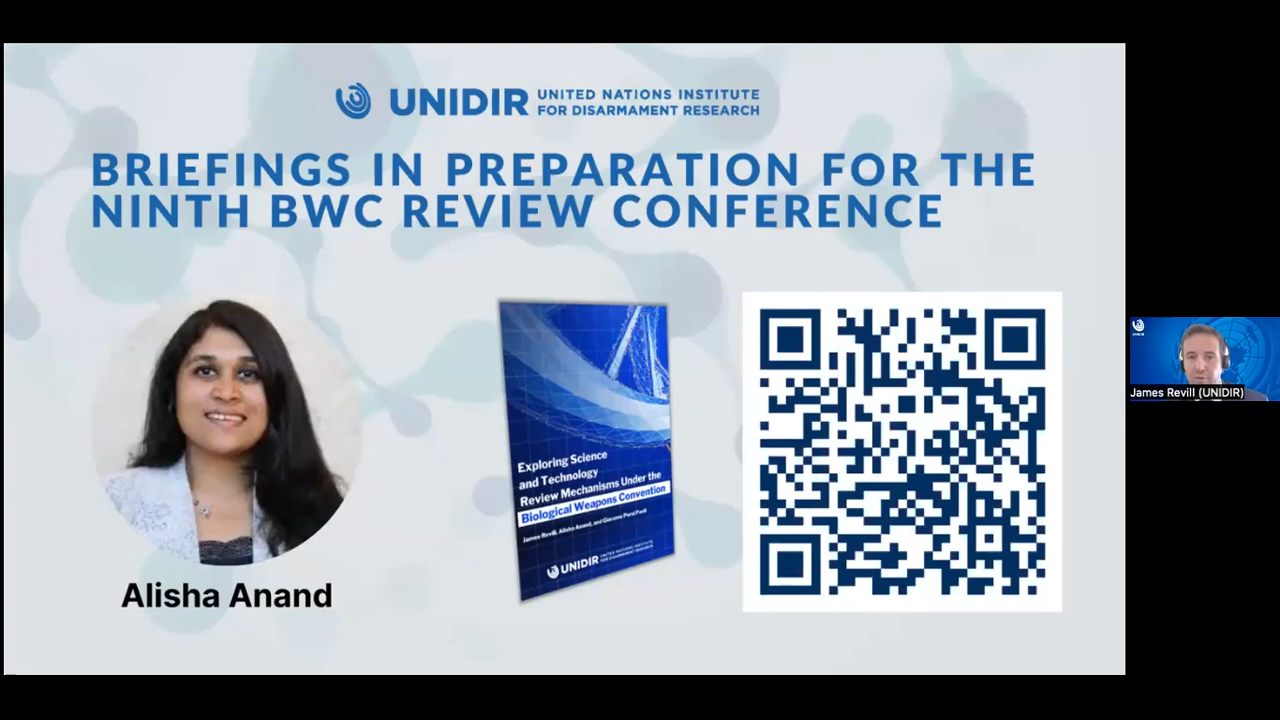 UNIDIR
UNITED NATIONS INSTITUTE
FOR DISARMAMENT RESEARCH
BRIEFINGS IN PREPARATION FOR THE
NINTH BWC REVIEW CONFERENCE
Alisha Anand
Exploring Science
and Technology
Review Mechanisms Under the
Biological Weapons Convention
James Revill, Alisha Anand, and Giacomo Persi Paoli
UNIDIR
UNITED NATIONS INSTITUTE
FOR DISARMAMENT RESEARCH
James Revill (UNIDIR)